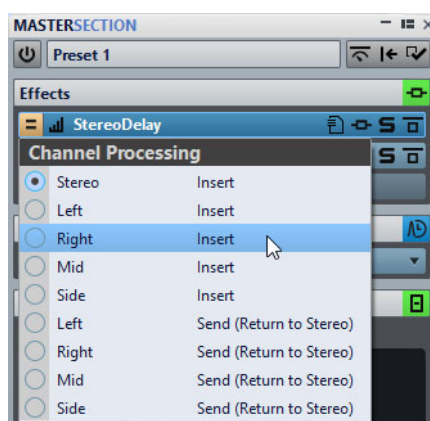 MASTERSECTION
Preset 1
Effects
StereoDelay S
Channel Processing S
Stereo Insert
Left Insert
Right Insert
Mid Insert
Side Insert
Left Send (Return to Stereo)
Right Send (Return to Stereo)
Mid Send (Return to Stereo)
Side Send (Return to Stereo)